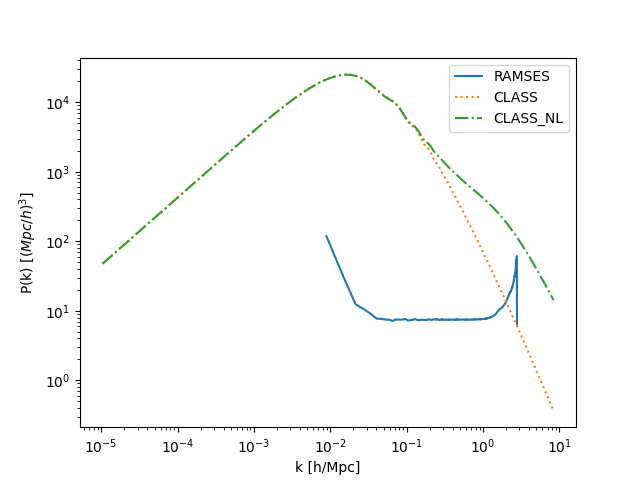 RAMSES
CLASS
CLASS_NL
P(k) [(Mpc/h)³]
10⁴
10³
10²
10¹
10⁰
10⁻⁵
10⁻⁴
10⁻³
10⁻²
10⁻¹
10⁰
10¹
k [h/Mpc]